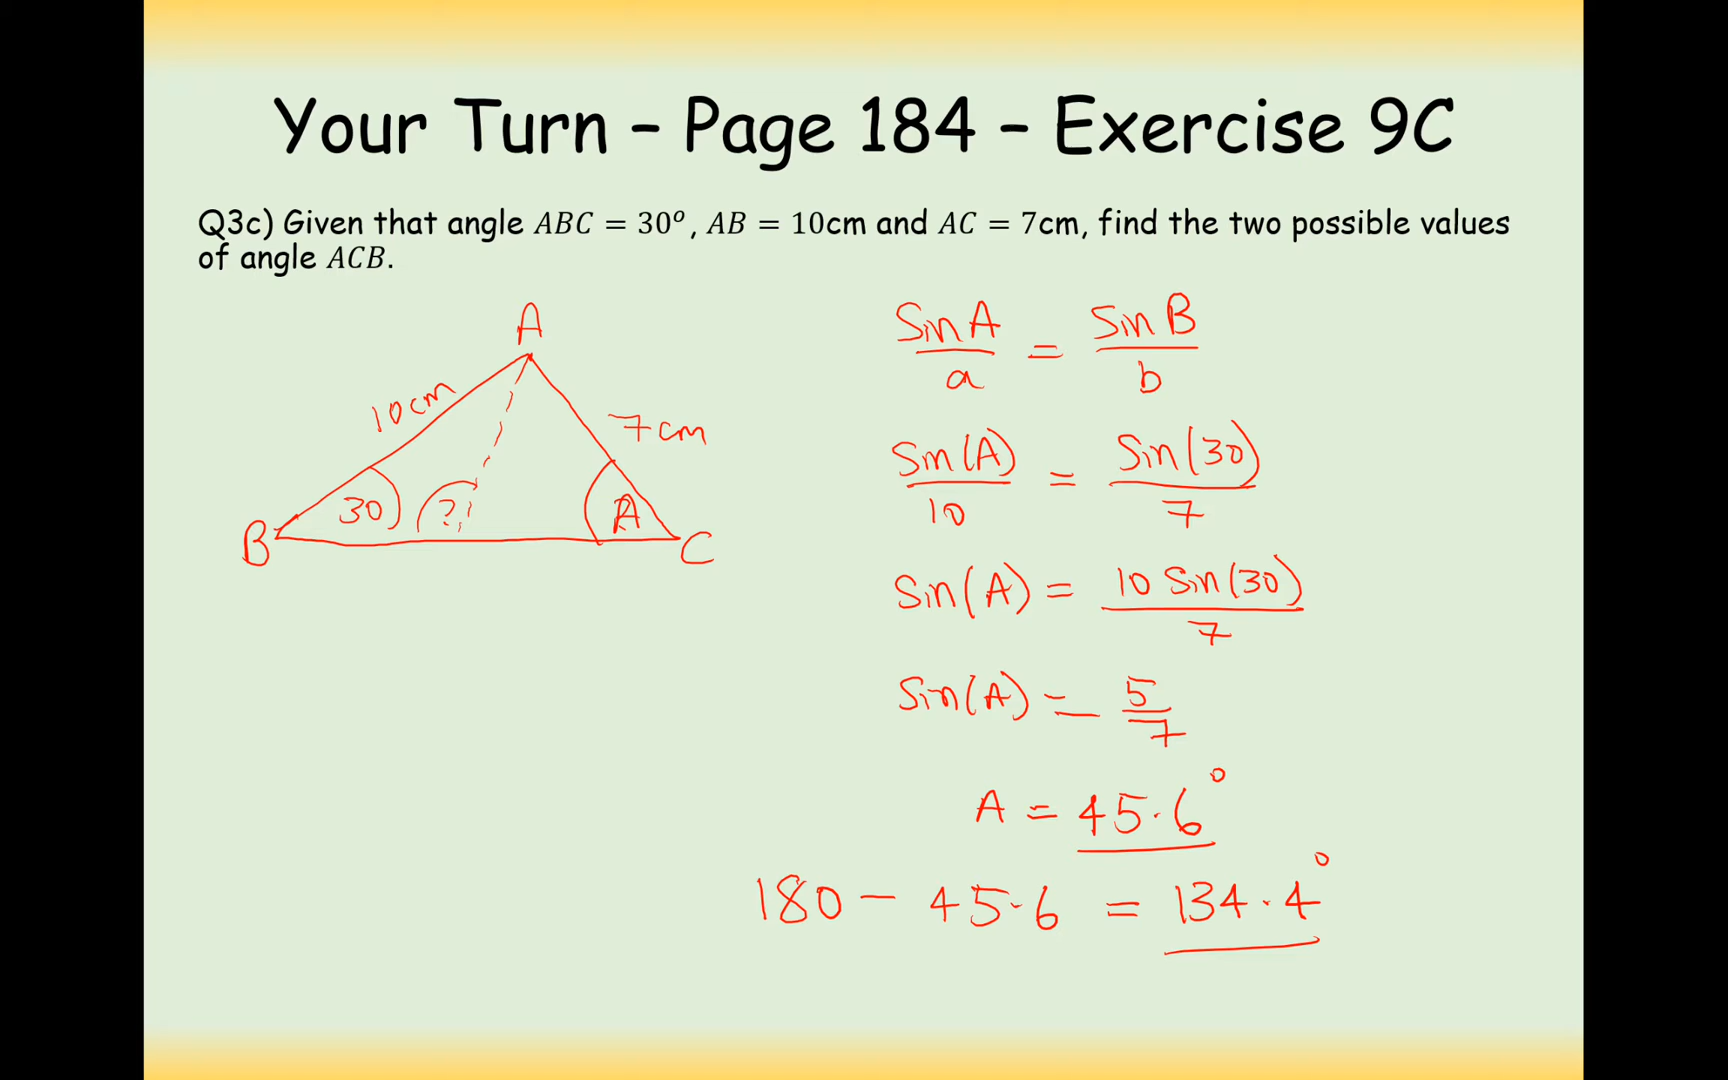 Your Turn – Page 184 – Exercise 9C
Q3c) Given that angle ABC = 30°, AB = 10cm and AC = 7cm, find the two possible values
of angle ACB.
A
10cm
7cm
30
?
A
B
C
Sin A / a = Sin B / b
Sin(A) / 10 = Sin(30) / 7
Sin(A) = 10 Sin(30) / 7
Sin(A) = 5 / 7
A = 45.6°
180 - 45.6 = 134.4°